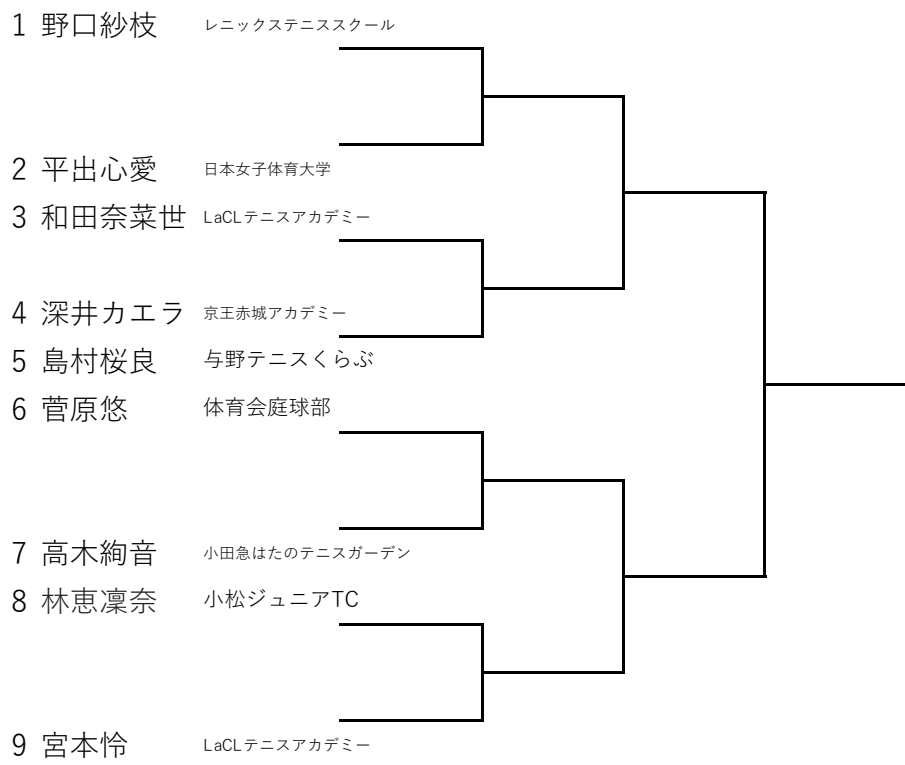 1 野口紗枝 レニックステニススクール
2 平出心愛 日本女子体育大学
3 和田奈菜世 LaCLテニスアカデミー
4 深井カエラ 京王赤城アカデミー
5 島村桜良 与野テニスくらぶ
6 菅原悠 体育会庭球部
7 高木絢音 小田急はたのテニスガーデン
8 林恵凜奈 小松ジュニアTC
9 宮本怜 LaCLテニスアカデミー